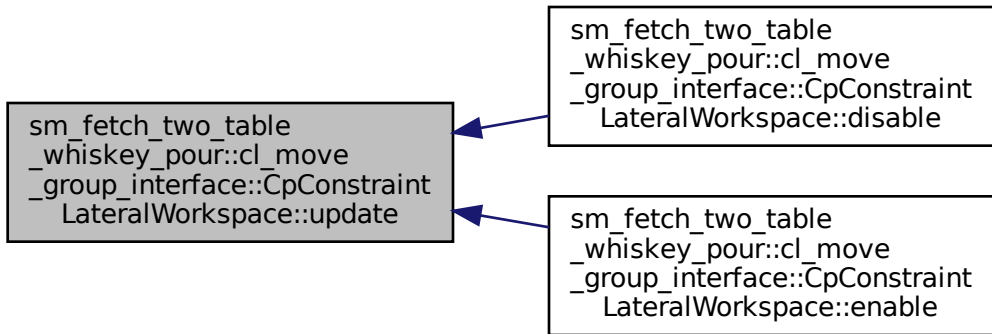 sm_fetch_two_table
_whiskey_pour::cl_move
_group_interface::CpConstraint
LateralWorkspace::update
sm_fetch_two_table
_whiskey_pour::cl_move
_group_interface::CpConstraint
LateralWorkspace::disable
sm_fetch_two_table
_whiskey_pour::cl_move
_group_interface::CpConstraint
LateralWorkspace::enable